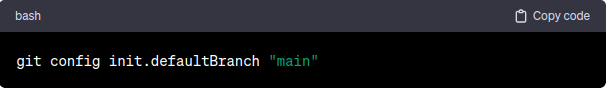 bash
Copy code
git config init.defaultBranch "main"